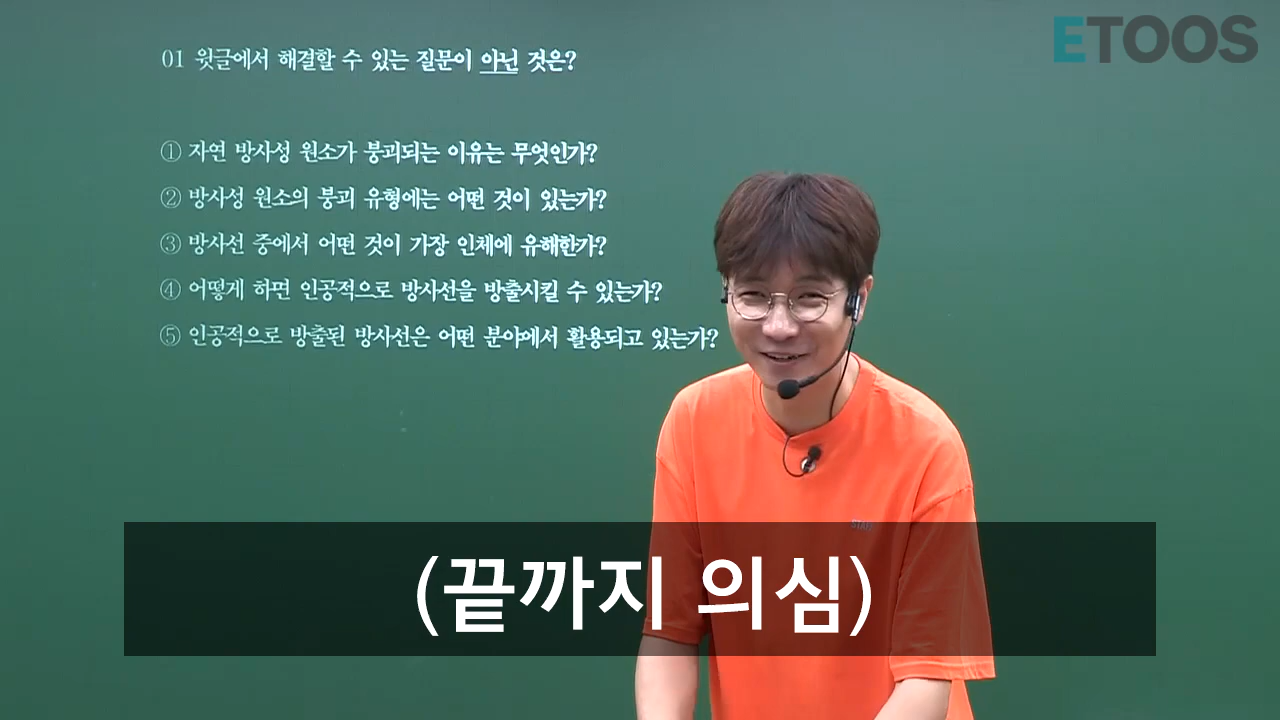 ETOOS
01 윗글에서 해결할 수 있는 질문이 아닌 것은?
① 자연 방사성 원소가 붕괴되는 이유는 무엇인가?
② 방사성 원소의 붕괴 유형에는 어떤 것이 있는가?
③ 방사선 중에서 어떤 것이 가장 인체에 유해한가?
④ 어떻게 하면 인공적으로 방사선을 방출시킬 수 있는가?
⑤ 인공적으로 방출된 방사선은 어떤 분야에서 활용되고 있는가?
STAFF
(끝까지 의심)